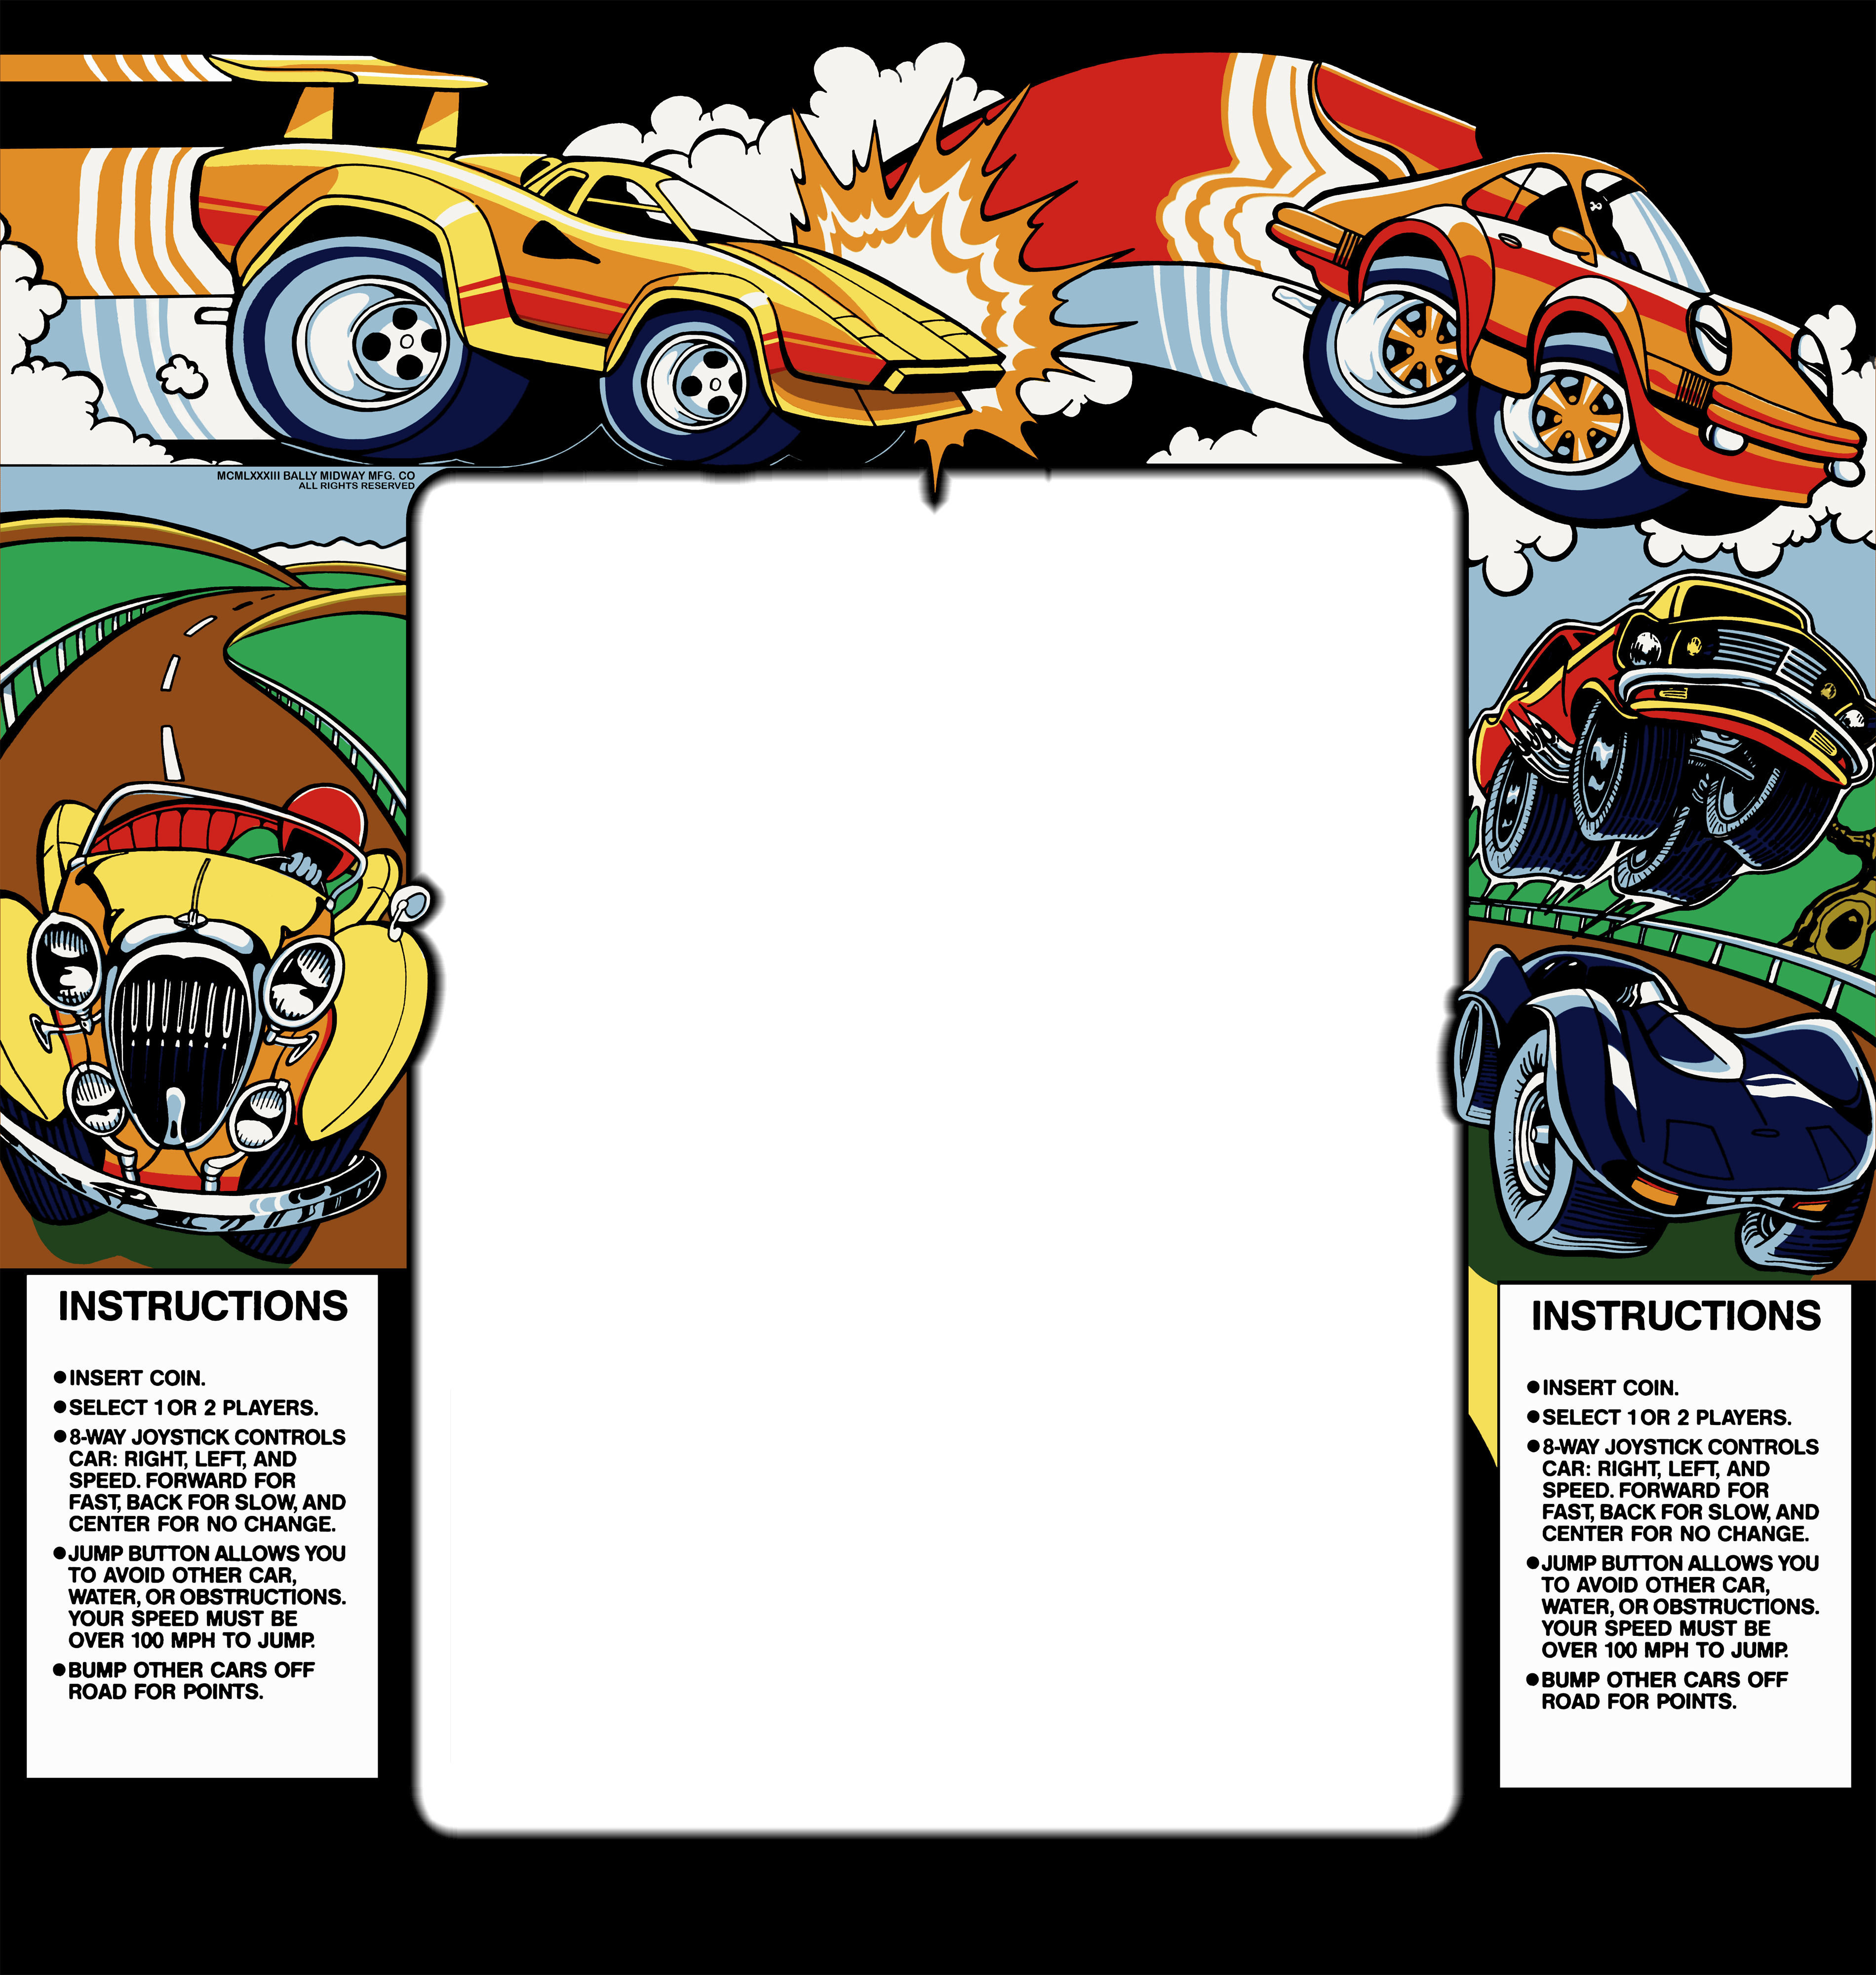 MCMLXXXIII BALLY MIDWAY MFG. CO
ALL RIGHTS RESERVED
INSTRUCTIONS
●INSERT COIN.
●SELECT 1 OR 2 PLAYERS.
●8-WAY JOYSTICK CONTROLS
CAR: RIGHT, LEFT, AND
SPEED. FORWARD FOR
FAST, BACK FOR SLOW, AND
CENTER FOR NO CHANGE.
●JUMP BUTTON ALLOWS YOU
TO AVOID OTHER CAR,
WATER, OR OBSTRUCTIONS.
YOUR SPEED MUST BE
OVER 100 MPH TO JUMP.
●BUMP OTHER CARS OFF
ROAD FOR POINTS.
INSTRUCTIONS
●INSERT COIN.
●SELECT 1 OR 2 PLAYERS.
●8-WAY JOYSTICK CONTROLS
CAR: RIGHT, LEFT, AND
SPEED. FORWARD FOR
FAST, BACK FOR SLOW, AND
CENTER FOR NO CHANGE.
●JUMP BUTTON ALLOWS YOU
TO AVOID OTHER CAR,
WATER, OR OBSTRUCTIONS.
YOUR SPEED MUST BE
OVER 100 MPH TO JUMP.
●BUMP OTHER CARS OFF
ROAD FOR POINTS.